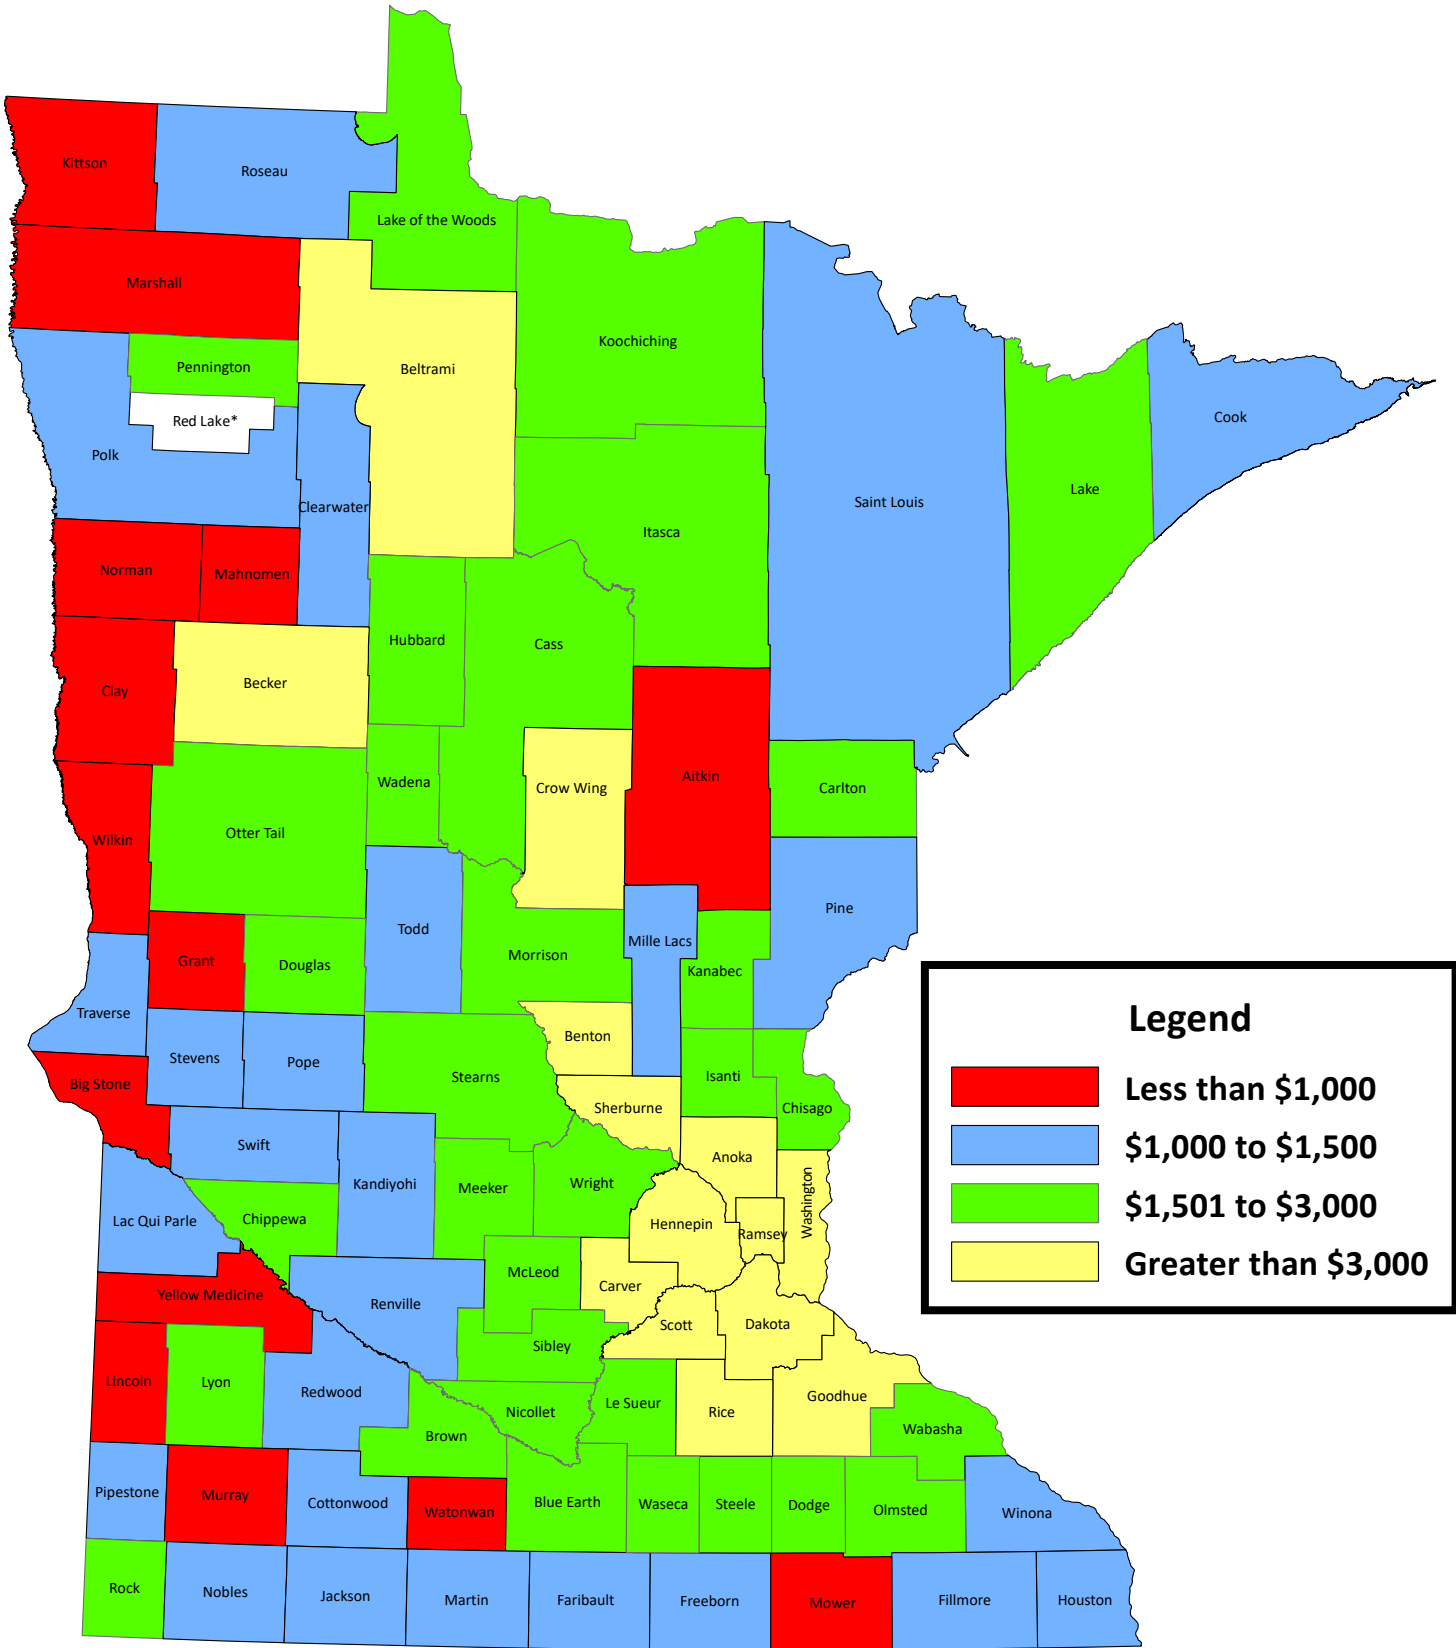 Kittson
Roseau
Lake of the Woods
Marshall
Koochiching
Pennington
Beltrami
Red Lake*
Cook
Polk
Lake
Saint Louis
Clearwater
Itasca
Norman
Mahnomen
Hubbard
Cass
Becker
Clay
Aitkin
Wadena
Crow Wing
Carlton
Otter Tail
Wilkin
Pine
Todd
Mille Lacs
Morrison
Grant
Douglas
Kanabec
Traverse
Benton
Stevens
Pope
Stearns
Isanti
Big Stone
Sherburne
Chisago
Swift
Anoka
Kandiyohi
Meeker
Wright
Washington
Lac Qui Parle
Chippewa
Hennepin
Ramsey
McLeod
Carver
Yellow Medicine
Renville
Scott
Dakota
Sibley
Lincoln
Lyon
Redwood
Goodhue
Le Sueur
Nicollet
Rice
Wabasha
Brown
Pipestone
Murray
Cottonwood
Watonwan
Blue Earth
Waseca
Steele
Dodge
Olmsted
Winona
Rock
Nobles
Jackson
Martin
Faribault
Freeborn
Mower
Fillmore
Houston
Legend
Less than $1,000
$1,000 to $1,500
$1,501 to $3,000
Greater than $3,000